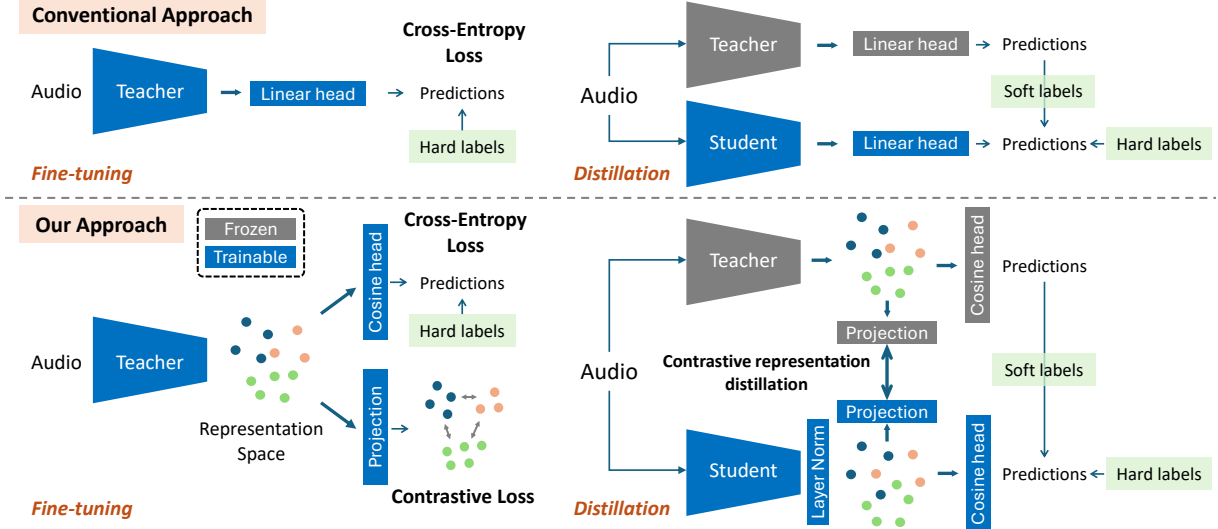 Conventional Approach
Audio
Teacher
Linear head
Cross-Entropy
Loss
Predictions
Hard labels
Fine-tuning
Audio
Teacher
Linear head
Predictions
Soft labels
Student
Linear head
Predictions
Hard labels
Distillation
Our Approach
Frozen
Trainable
Audio
Teacher
Representation
Space
Cosine head
Cross-Entropy
Loss
Predictions
Hard labels
Projection
Contrastive Loss
Fine-tuning
Audio
Teacher
Cosine head
Predictions
Projection
Contrastive representation
distillation
Soft labels
Projection
Student
Layer Norm
Cosine head
Predictions
Hard labels
Distillation